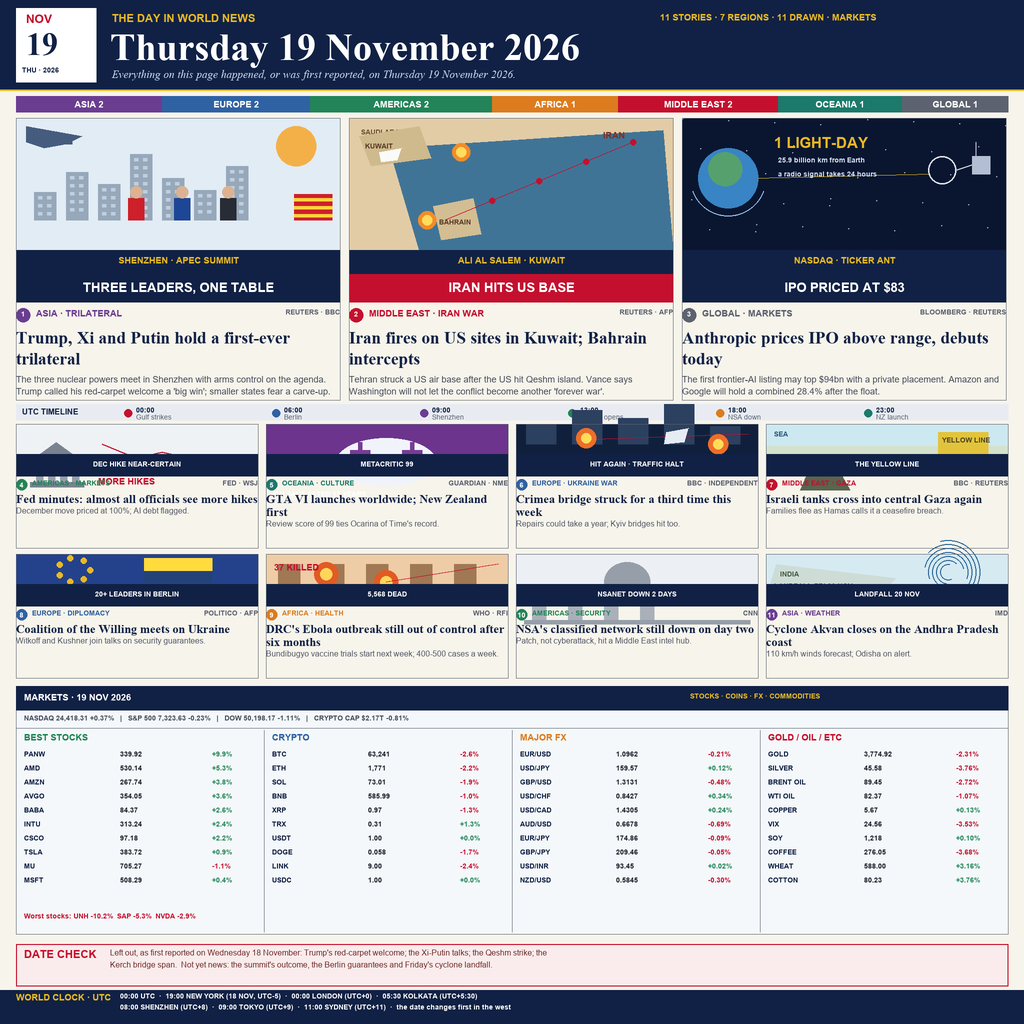 NOV
19
THU · 2026
THE DAY IN WORLD NEWS
11 STORIES · 7 REGIONS · 11 DRAWN · MARKETS
Thursday 19 November 2026
Everything on this page happened, or was first reported, on Thursday 19 November 2026.
ASIA 2
EUROPE 2
AMERICAS 2
AFRICA 1
MIDDLE EAST 2
OCEANIA 1
GLOBAL 1
SHENZHEN · APEC SUMMIT
THREE LEADERS, ONE TABLE
1 ASIA · TRILATERAL
REUTERS · BBC
Trump, Xi and Putin hold a first-ever
trilateral
The three nuclear powers meet in Shenzhen with arms control on the agenda.
Trump called his red-carpet welcome a 'big win'; smaller states fear a carve-up.
KUWAIT
IRAN
BAHRAIN
ALI AL SALEM · KUWAIT
IRAN HITS US BASE
2 MIDDLE EAST · IRAN WAR
REUTERS · AFP
Iran fires on US sites in Kuwait; Bahrain
intercepts
Tehran struck a US air base after the US hit Qeshm island. Vance says
Washington will not let the conflict become another 'forever war'.
1 LIGHT-DAY
25.9 billion km from Earth
a radio signal takes 24 hours
NASDAQ · TICKER ANT
IPO PRICED AT $83
3 GLOBAL · MARKETS
BLOOMBERG · REUTERS
Anthropic prices IPO above range, debuts
today
The first frontier-AI listing may top $94bn with a private placement. Amazon and
Google will hold a combined 28.4% after the float.
UTC TIMELINE
00:00
Gulf strikes
06:00
Berlin
09:00
Shenzhen
opens
18:00
NSA down
23:00
NZ launch
DEC HIKE NEAR-CERTAIN
MORE HIKES
4 AMERICAS · MARKETS
FED · WSJ
Fed minutes: almost all officials see more hikes
December move priced at 100%; AI debt flagged.
METACRITIC 99
5 OCEANIA · CULTURE
GUARDIAN · NME
GTA VI launches worldwide; New Zealand
first
Review score of 99 ties Ocarina of Time's record.
HIT AGAIN · TRAFFIC HALT
6 EUROPE · UKRAINE WAR
BBC · INDEPENDENT
Crimea bridge struck for a third time this
week
Repairs could take a year; Kyiv bridges hit too.
SEA
YELLOW LINE
THE YELLOW LINE
7 MIDDLE EAST · GAZA
BBC · REUTERS
Israeli tanks cross into central Gaza again
Families flee as Hamas calls it a ceasefire breach.
20+ LEADERS IN BERLIN
8 EUROPE · DIPLOMACY
POLITICO · AFP
Coalition of the Willing meets on Ukraine
Witkoff and Kushner join talks on security guarantees.
37 KILLED
5,568 DEAD
9 AFRICA · HEALTH
WHO · RFI
DRC's Ebola outbreak still out of control after
six months
Bundibugyo vaccine trials start next week; 400-500 cases a week.
NSANET DOWN 2 DAYS
10 AMERICAS · SECURITY
CNN
NSA's classified network still down on day two
Patch, not cyberattack, hit a Middle East intel hub.
INDIA
LANDFALL 20 NOV
11 ASIA · WEATHER
IMD
Cyclone Akvan closes on the Andhra Pradesh
coast
110 km/h winds forecast; Odisha on alert.
MARKETS · 19 NOV 2026
STOCKS · COINS · FX · COMMODITIES
NASDAQ 24,418.31 +0.37% | S&P 500 7,323.63 -0.23% | DOW 50,198.17 -1.11% | CRYPTO CAP $2.17T -0.81%
BEST STOCKS
PANW 339.92 +9.9%
AMD 530.14 +5.3%
AMZN 267.74 +3.8%
AVGO 354.05 +3.6%
BABA 84.37 +2.6%
INTU 313.24 +2.4%
CSCO 97.18 +2.2%
TSLA 383.72 +0.9%
MU 705.27 -1.1%
MSFT 508.29 +0.4%
Worst stocks: UNH -10.2% SAP -5.3% NVDA -2.9%
CRYPTO
BTC 63,241 -2.6%
ETH 1,771 -2.2%
SOL 73.01 -1.9%
BNB 585.99 -1.0%
XRP 0.97 -1.3%
TRX 0.31 +1.3%
USDT 1.00 +0.0%
DOGE 0.058 -1.7%
LINK 9.00 -2.4%
USDC 1.00 +0.0%
MAJOR FX
EUR/USD 1.0962 -0.21%
USD/JPY 159.57 +0.12%
GBP/USD 1.3131 -0.48%
USD/CHF 0.8427 +0.34%
USD/CAD 1.4305 +0.24%
AUD/USD 0.6678 -0.69%
EUR/JPY 174.86 -0.09%
GBP/JPY 209.46 -0.05%
USD/INR 93.45 +0.02%
NZD/USD 0.5845 -0.30%
GOLD / OIL / ETC
GOLD 3,774.92 -2.31%
SILVER 45.58 -3.76%
BRENT OIL 89.45 -2.72%
WTI OIL 82.37 -1.07%
COPPER 5.67 +0.13%
VIX 24.56 -3.53%
SOY 1,218 +0.10%
COFFEE 276.05 -3.68%
WHEAT 588.00 +3.16%
COTTON 80.23 +3.76%
DATE CHECK
Left out, as first reported on Wednesday 18 November: Trump's red-carpet welcome; the Xi-Putin talks; the Qeshm strike; the
Kerch bridge span. Not yet news: the summit's outcome, the Berlin guarantees and Friday's cyclone landfall.
WORLD CLOCK · UTC
00:00 UTC · 19:00 NEW YORK (18 NOV, UTC-5) · 00:00 LONDON (UTC+0) · 05:30 KOLKATA (UTC+5:30)
08:00 SHENZHEN (UTC+8) · 09:00 TOKYO (UTC+9) · 11:00 SYDNEY (UTC+11) · the date changes first in the west